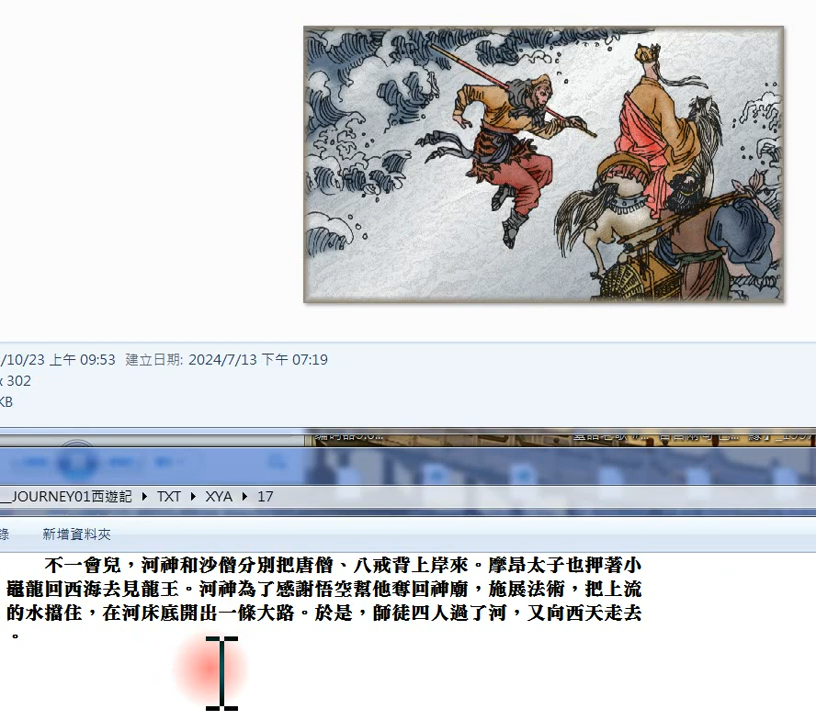 /10/23 上午 09:53 建立日期: 2024/7/13 下午 07:19
x 302
KB
__JOURNEY01西遊記 ▸ TXT ▸ XYA ▸ 17
錄 新增資料夾
不一會兒，河神和沙僧分別把唐僧、八戒背上岸來。摩昂太子也押著小
鼉龍回西海去見龍王。河神為了感謝悟空幫他奪回神廟，施展法術，把上流
的水擋住，在河床底開出一條大路。於是，師徒四人過了河，又向西天走去
。